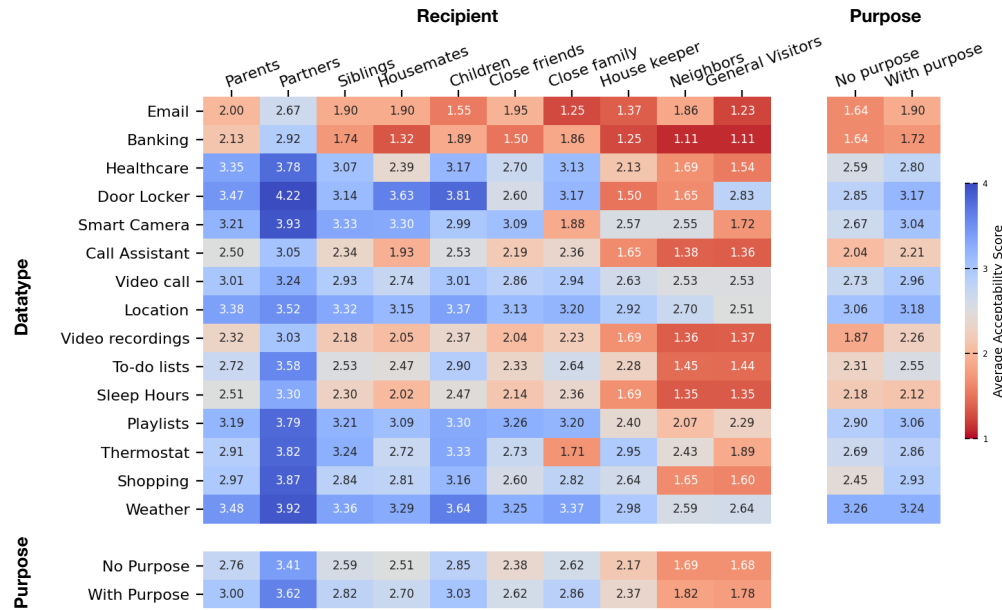 Recipient Purpose
Parents Partners Siblings Housemates Children Close friends Close family House keeper Neighbors General Visitors No purpose With purpose
Email 2.00 2.67 1.90 1.90 1.55 1.95 1.25 1.37 1.86 1.23 1.64 1.90
Banking 2.13 2.92 1.74 1.32 1.89 1.50 1.86 1.25 1.11 1.11 1.64 1.72
Healthcare 3.35 3.78 3.07 2.39 3.17 2.70 3.13 2.13 1.69 1.54 2.59 2.80
Door Locker 3.47 4.22 3.14 3.63 3.81 2.60 3.17 1.50 1.65 2.83 2.85 3.17
Smart Camera 3.21 3.93 3.33 3.30 2.99 3.09 1.88 2.57 2.55 1.72 2.67 3.04
Call Assistant 2.50 3.05 2.34 1.93 2.53 2.19 2.36 1.65 1.38 1.36 2.04 2.21
Video call 3.01 3.24 2.93 2.74 3.01 2.86 2.94 2.63 2.53 2.53 2.73 2.96
Location 3.38 3.52 3.32 3.15 3.37 3.13 3.20 2.92 2.70 2.51 3.06 3.18
Video recordings 2.32 3.03 2.18 2.05 2.37 2.04 2.23 1.69 1.36 1.37 1.87 2.26
To-do lists 2.72 3.58 2.53 2.47 2.90 2.33 2.64 2.28 1.45 1.44 2.31 2.55
Sleep Hours 2.51 3.30 2.30 2.02 2.47 2.14 2.36 1.69 1.35 1.35 2.18 2.12
Playlists 3.19 3.79 3.21 3.09 3.30 3.26 3.20 2.40 2.07 2.29 2.90 3.06
Thermostat 2.91 3.82 3.24 2.72 3.33 2.73 1.71 2.95 2.43 1.89 2.69 2.86
Shopping 2.97 3.87 2.84 2.81 3.16 2.60 2.82 2.64 1.65 1.60 2.45 2.93
Weather 3.48 3.92 3.36 3.29 3.64 3.25 3.37 2.98 2.59 2.64 3.26 3.24
Datatype
4
3
2
1
Average Acceptability Score
No Purpose 2.76 3.41 2.59 2.51 2.85 2.38 2.62 2.17 1.69 1.68
With Purpose 3.00 3.62 2.82 2.70 3.03 2.62 2.86 2.37 1.82 1.78
Purpose